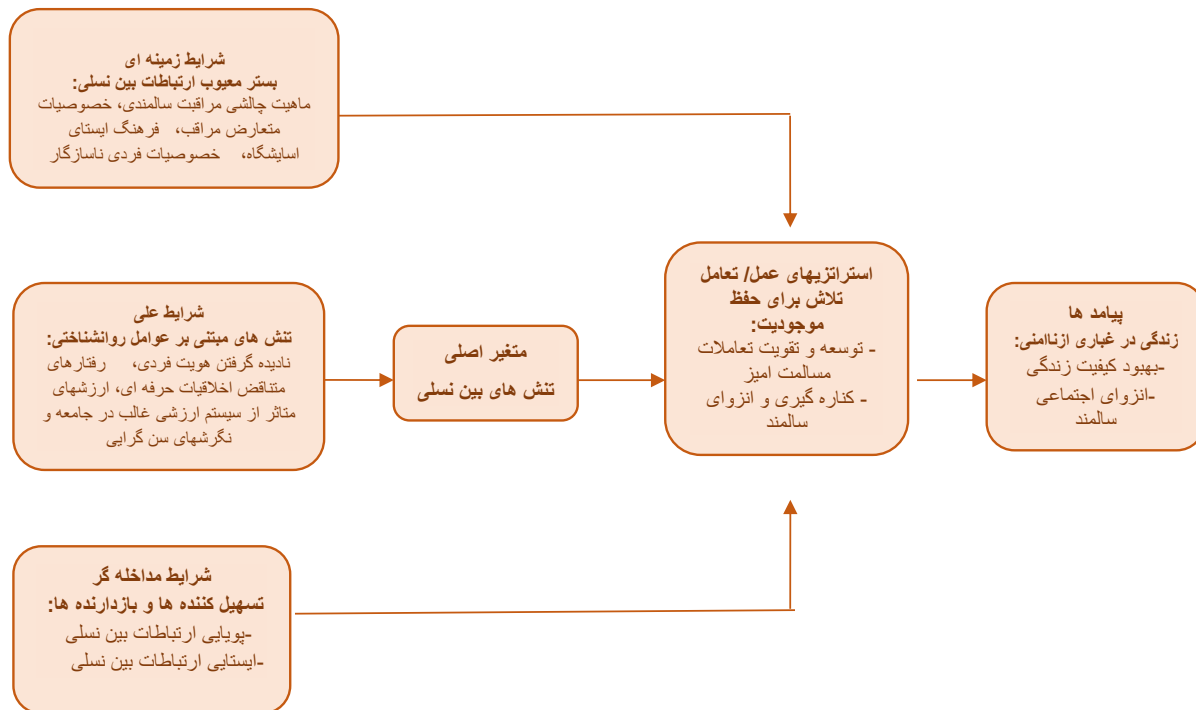 شرایط زمینه ای
بستر معیوب ارتباطات بین نسلی:
ماهیت چالشی مراقبت سالمندی، خصوصیات
متعارض مراقب، فرهنگ ایستای
اسایشگاه، خصوصیات فردی ناسازگار
شرایط علی
تنش های مبتنی بر عوامل روانشناختی:
نادیده گرفتن هویت فردی، رفتارهای
متناقض اخلاقیات حرفه ای، ارزشهای
متاثر از سیستم ارزشی غالب در جامعه و
نگرشهای سن گرایی
متغیر اصلی
تنش های بین نسلی
استراتژیهای عمل/ تعامل
تلاش برای حفظ
موجودیت:
- توسعه و تقویت تعاملات
مسالمت امیز
- کناره گیری و انزوای
سالمند
پیامد ها
زندگی در غباری ازناامنی:
-بهبود کیفیت زندگی
-انزوای اجتماعی
سالمند
شرایط مداخله گر
تسهیل کننده ها و بازدارنده ها:
-پویایی ارتباطات بین نسلی
-ایستایی ارتباطات بین نسلی